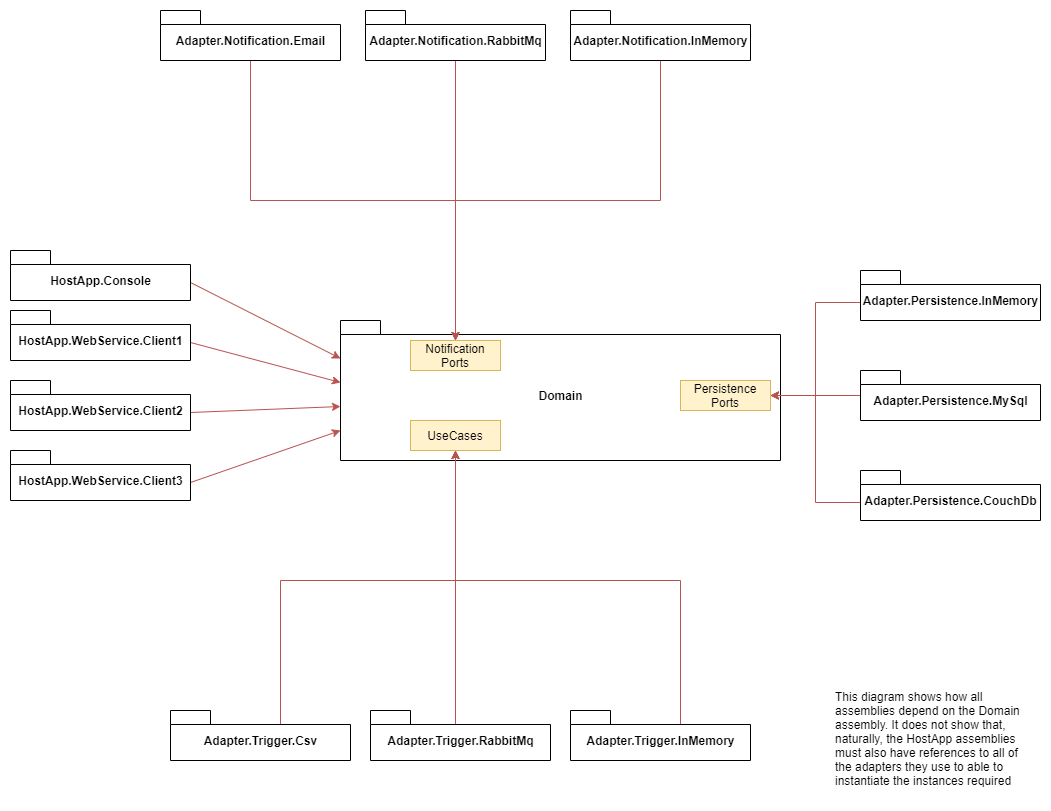 Adapter.Notification.Email
Adapter.Notification.RabbitMq
Adapter.Notification.InMemory
HostApp.Console
HostApp.WebService.Client1
HostApp.WebService.Client2
HostApp.WebService.Client3
Notification
Ports
Domain
Persistence
Ports
UseCases
Adapter.Persistence.InMemory
Adapter.Persistence.MySql
Adapter.Persistence.CouchDb
Adapter.Trigger.Csv
Adapter.Trigger.RabbitMq
Adapter.Trigger.InMemory
This diagram shows how all
assemblies depend on the Domain
assembly. It does not show that,
naturally, the HostApp assemblies
must also have references to all of
the adapters they use to able to
instantiate the instances required